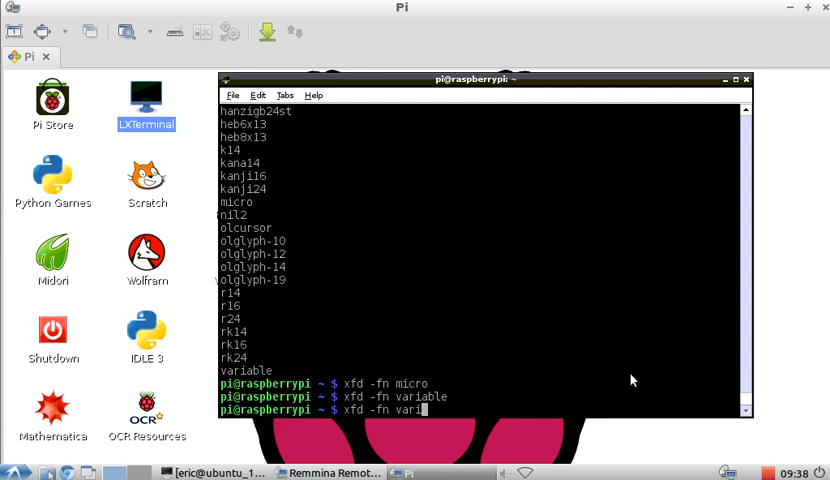 Pi
Pi
Pi Store
LXTerminal
Python Games
Scratch
Midori
Wolfram
Shutdown
IDLE 3
Mathematica
OCR Resources
OCR
pi@raspberrypi: ~
File Edit Tabs Help
hanzigb24st
heb6x13
heb8x13
k14
kana14
kanji16
kanji24
micro
nil2
olcursor
olglyph-10
olglyph-12
olglyph-14
olglyph-19
r14
r16
r24
rk14
rk16
rk24
variable
pi@raspberrypi ~ $ xfd -fn micro
pi@raspberrypi ~ $ xfd -fn variable
pi@raspberrypi ~ $ xfd -fn vari
[eric@ubuntu_1... Remmina Remot... Pi 09:38